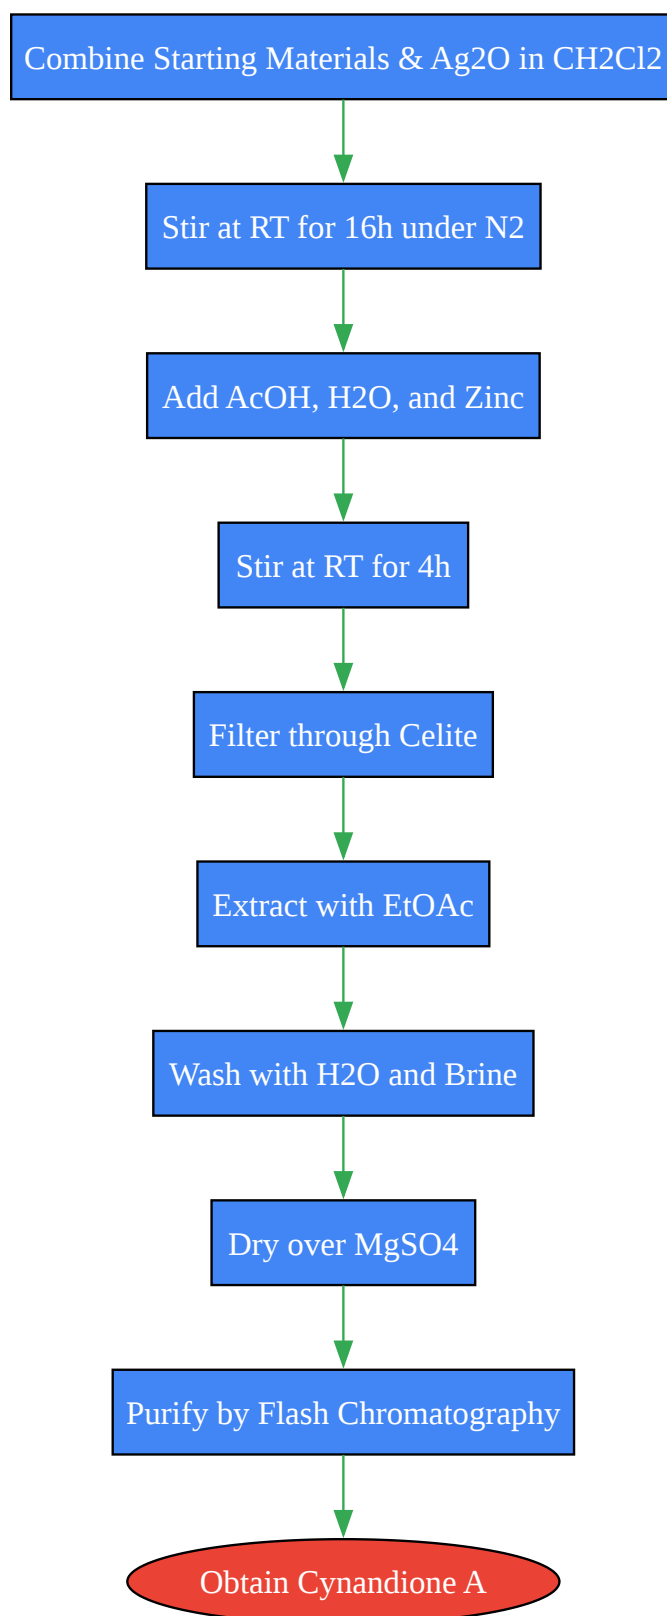 Combine Starting Materials & Ag2O in CH2Cl2
Stir at RT for 16h under N2
Add AcOH, H2O, and Zinc
Stir at RT for 4h
Filter through Celite
Extract with EtOAc
Wash with H2O and Brine
Dry over MgSO4
Purify by Flash Chromatography
Obtain Cynandione A